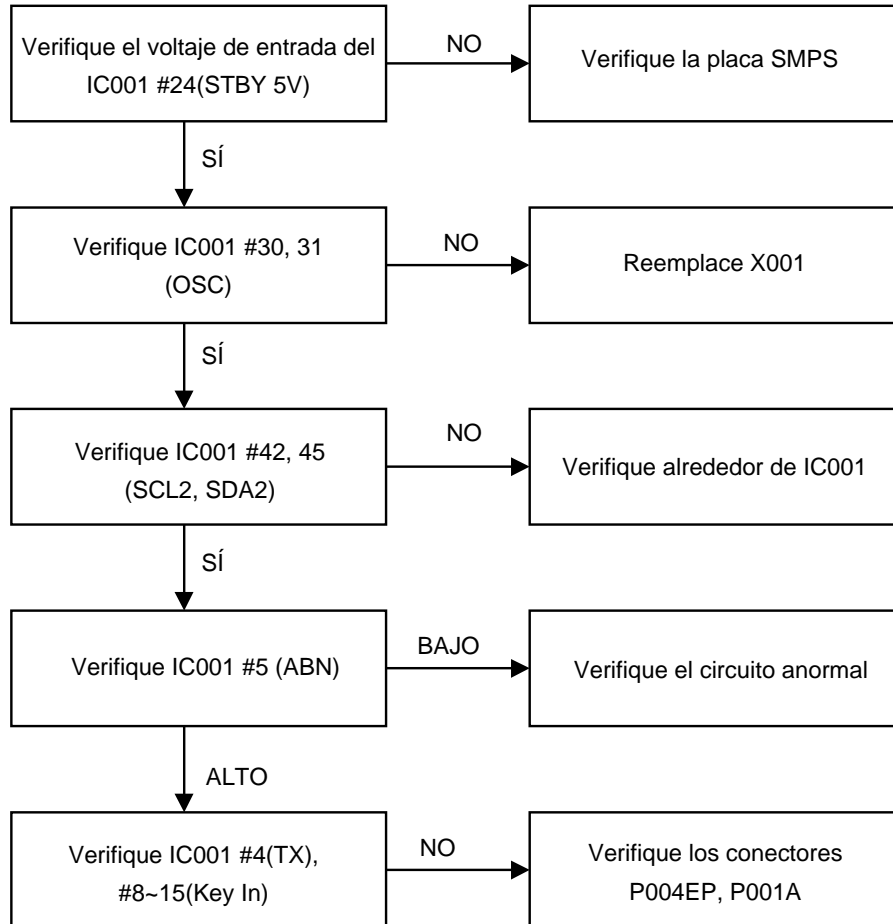 Verifique el voltaje de entrada del
IC001 #24(STBY 5V)
NO
Verifique la placa SMPS
SÍ
Verifique IC001 #30, 31
(OSC)
NO
Reemplace X001
SÍ
Verifique IC001 #42, 45
(SCL2, SDA2)
NO
Verifique alrededor de IC001
SÍ
Verifique IC001 #5 (ABN)
BAJO
Verifique el circuito anormal
ALTO
Verifique IC001 #4(TX),
#8~15(Key In)
NO
Verifique los conectores
P004EP, P001A